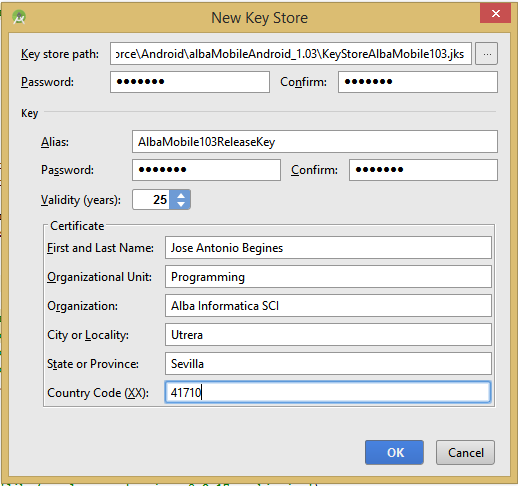 New Key Store
Key store path: orce\Android\albaMobileAndroid_1.03\KeyStoreAlbaMobile103.jks ...
Password: ●●●●●●● Confirm: ●●●●●●●
Key
Alias: AlbaMobile103ReleaseKey
Password: ●●●●●●● Confirm: ●●●●●●●
Validity (years): 25
Certificate
First and Last Name: Jose Antonio Begines
Organizational Unit: Programming
Organization: Alba Informatica SCI
City or Locality: Utrera
State or Province: Sevilla
Country Code (XX): 41710
OK Cancel